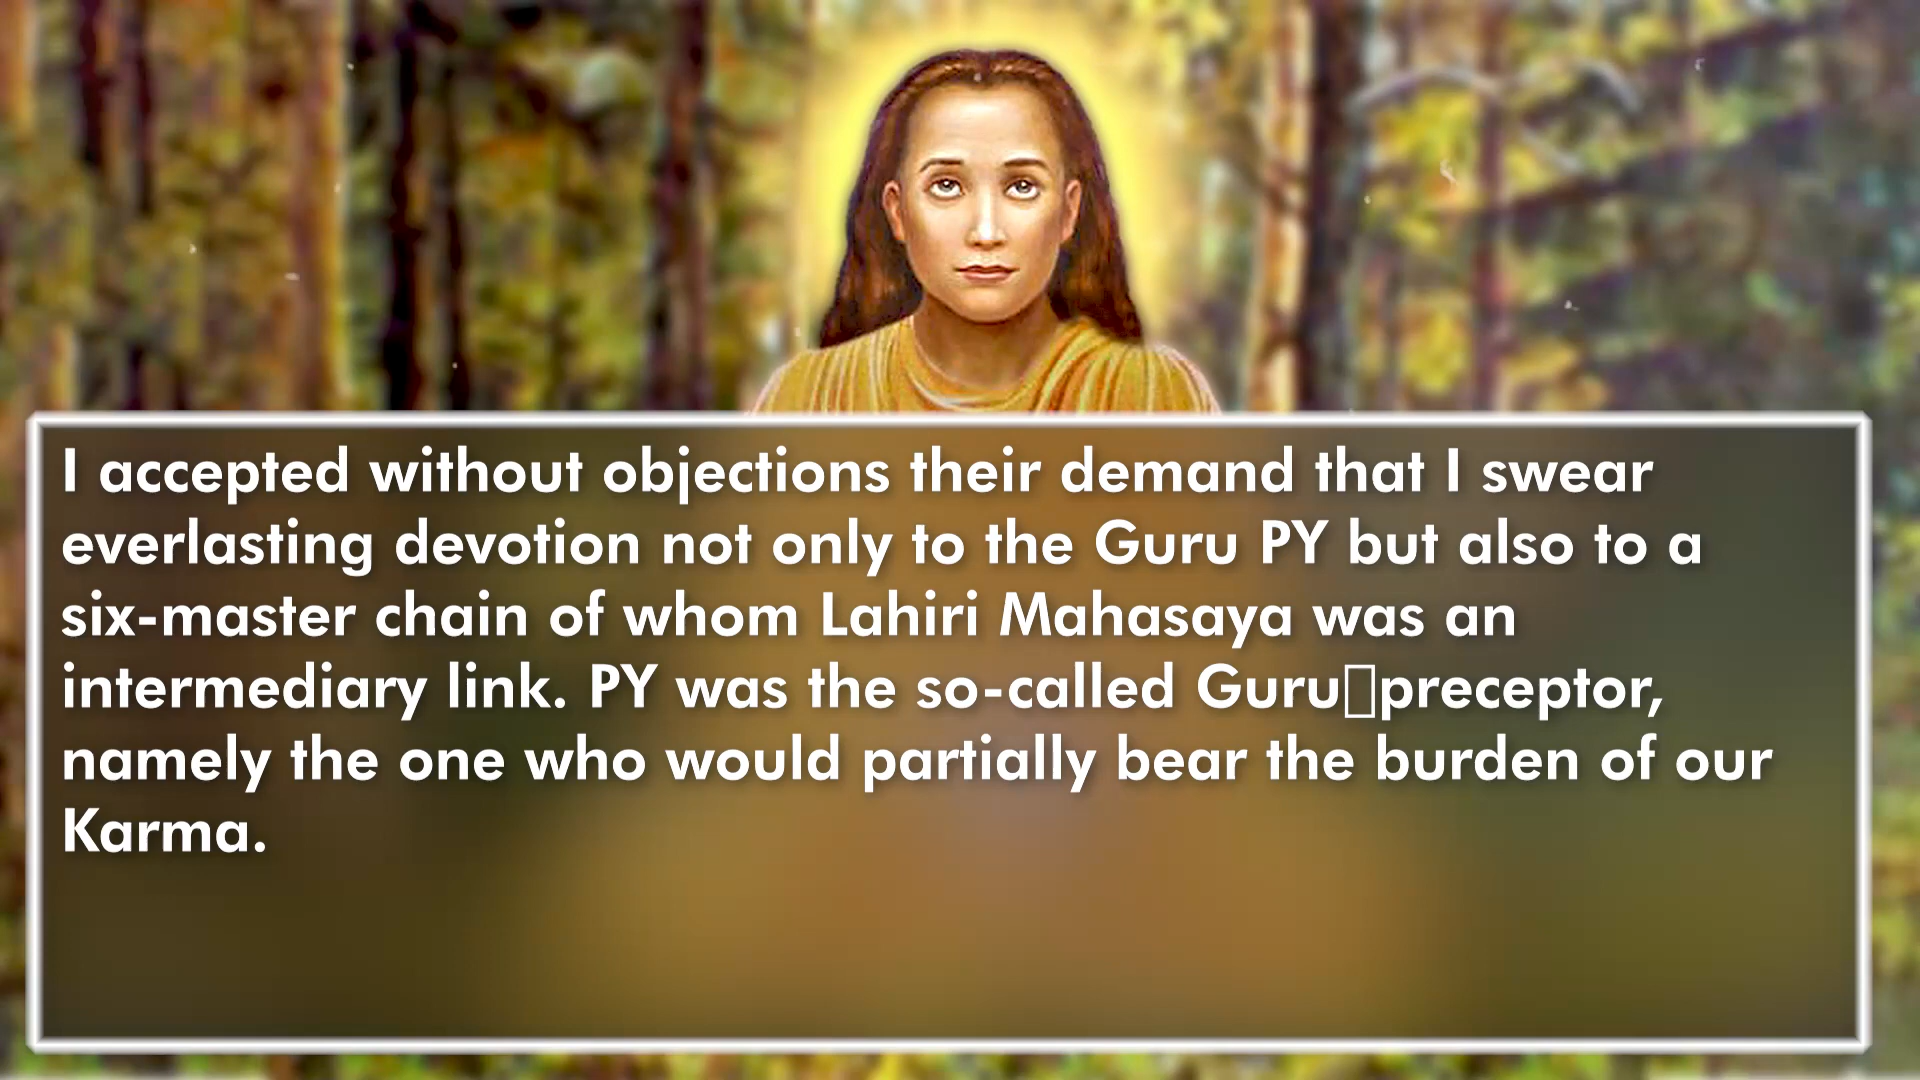 I accepted without objections their demand that I swear
everlasting devotion not only to the Guru PY but also to a
six-master chain of whom Lahiri Mahasaya was an
intermediary link. PY was the so-called Guru▯preceptor,
namely the one who would partially bear the burden of our
Karma.